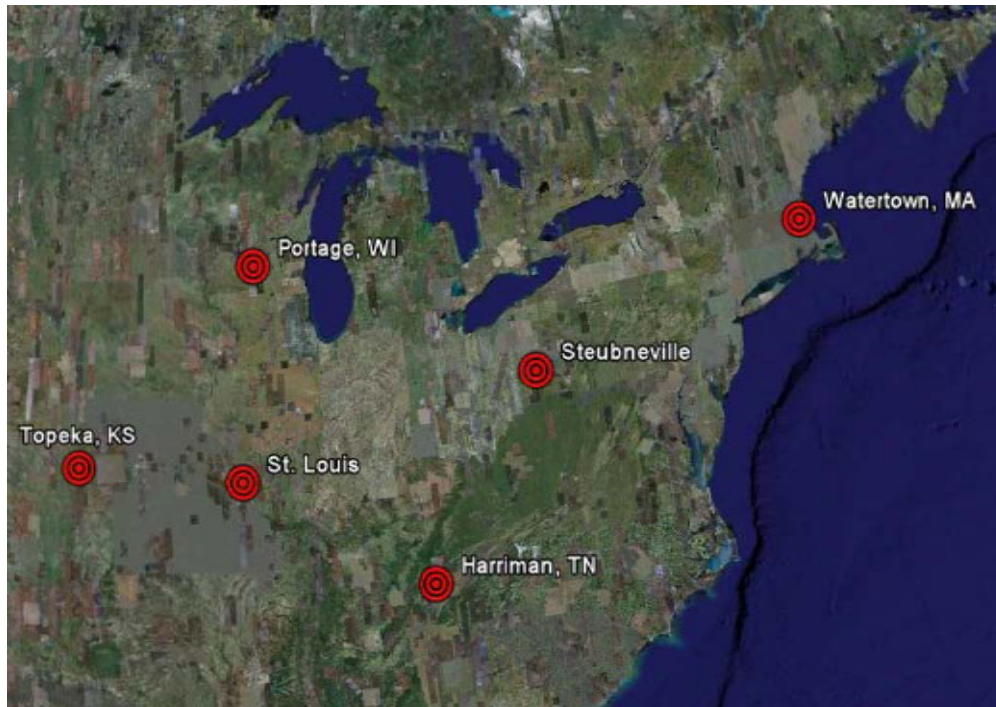 Watertown, MA
Portage, WI
Steubneville
Topeka, KS
St. Louis
Harriman, TN